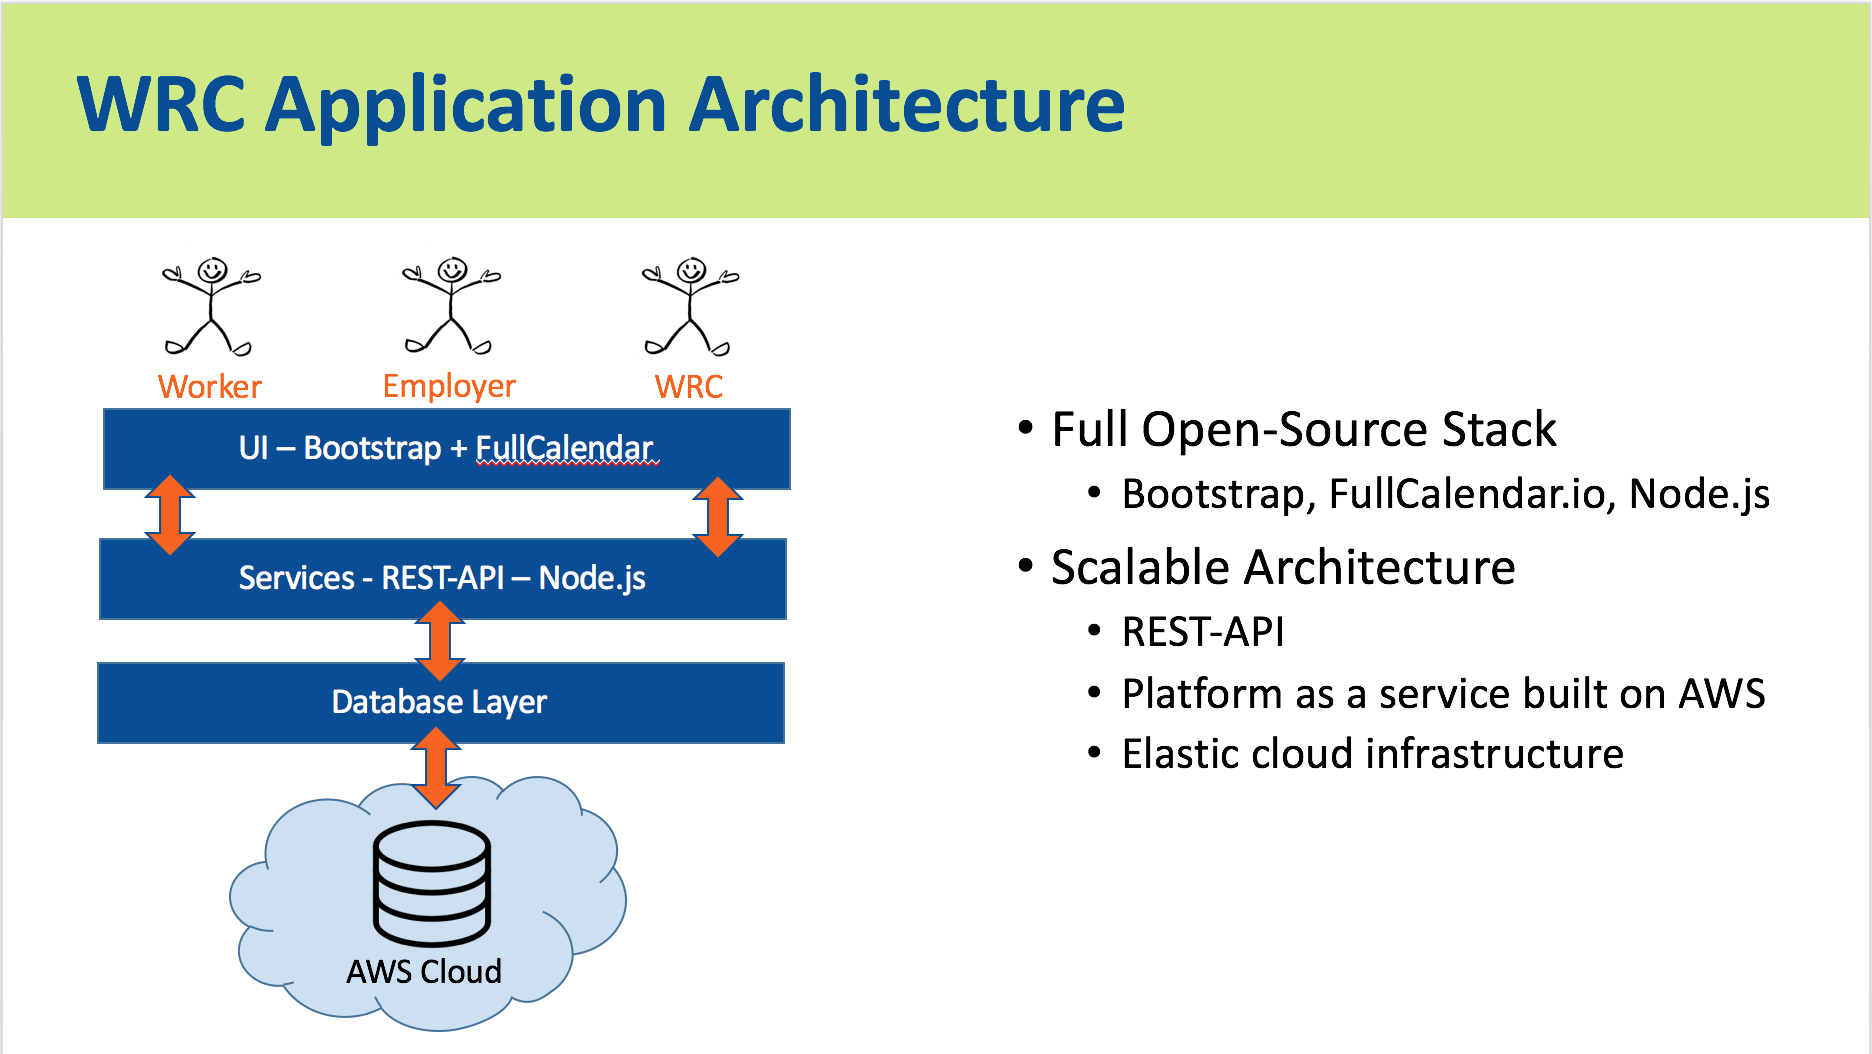 WRC Application Architecture
Worker
Employer
WRC
UI – Bootstrap + FullCalendar
Services - REST-API – Node.js
Database Layer
AWS Cloud
• Full Open-Source Stack
• Bootstrap, FullCalendar.io, Node.js
• Scalable Architecture
• REST-API
• Platform as a service built on AWS
• Elastic cloud infrastructure